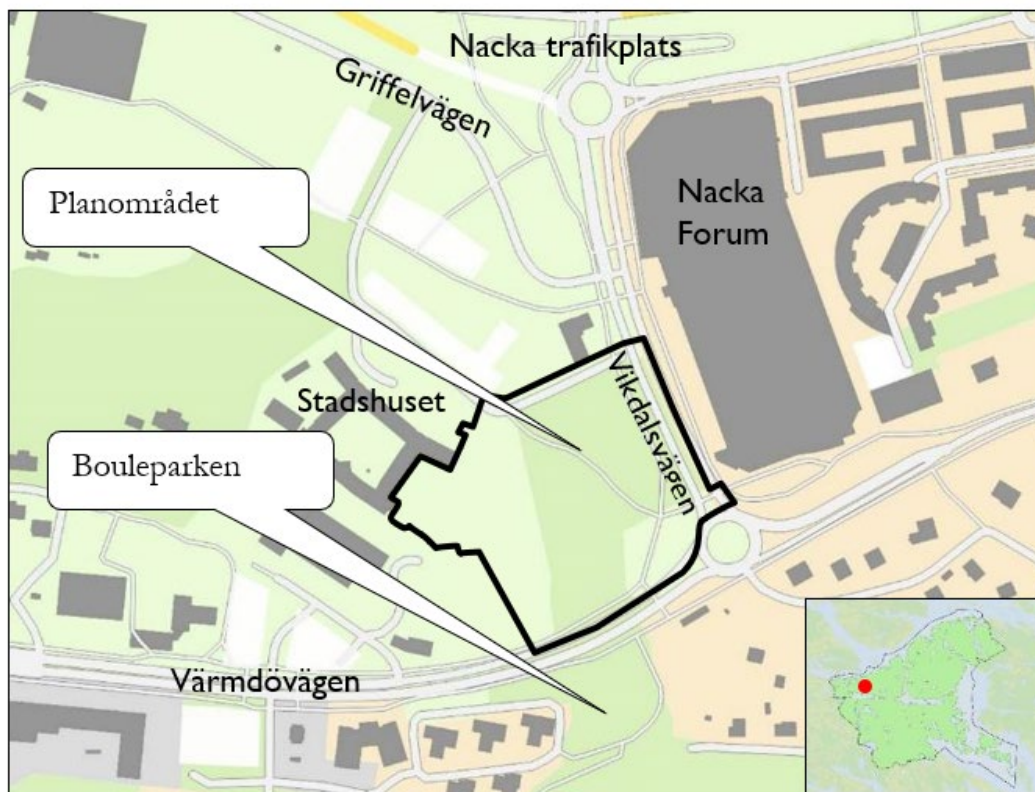 Nacka trafikplats
Griffelvägen
Planområdet
Nacka
Forum
Vikdalsvägen
Stadshuset
Bouleparken
Värmdövägen